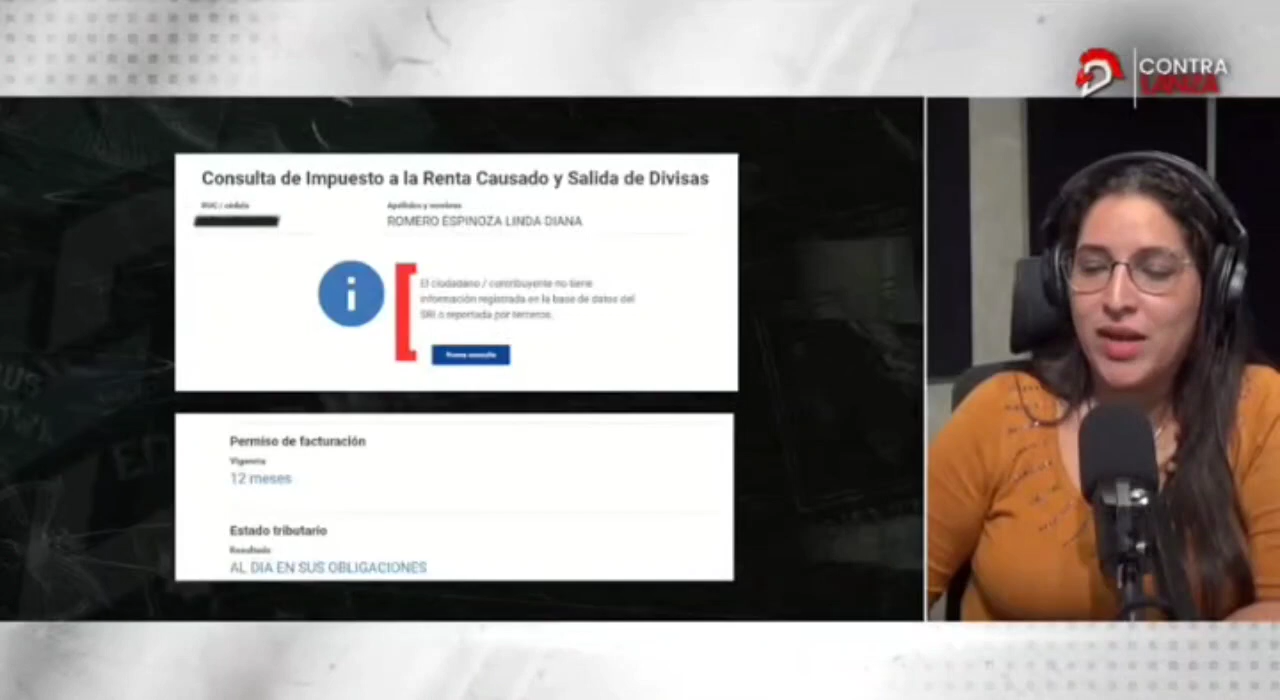 CONTRA
LANZA
Consulta de Impuesto a la Renta Causado y Salida de Divisas
RUC / cédula
Apellidos y nombres
ROMERO ESPINOZA LINDA DIANA
El ciudadano / contribuyente no tiene
información registrada en la base de datos del
SRI o reportada por terceros.
Nueva consulta
Permiso de facturación
Vigencia
12 meses
Estado tributario
Resultado
AL DIA EN SUS OBLIGACIONES